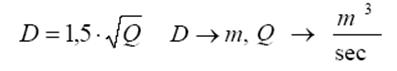 D = 1,5 · √Q D → m, Q → m³/sec